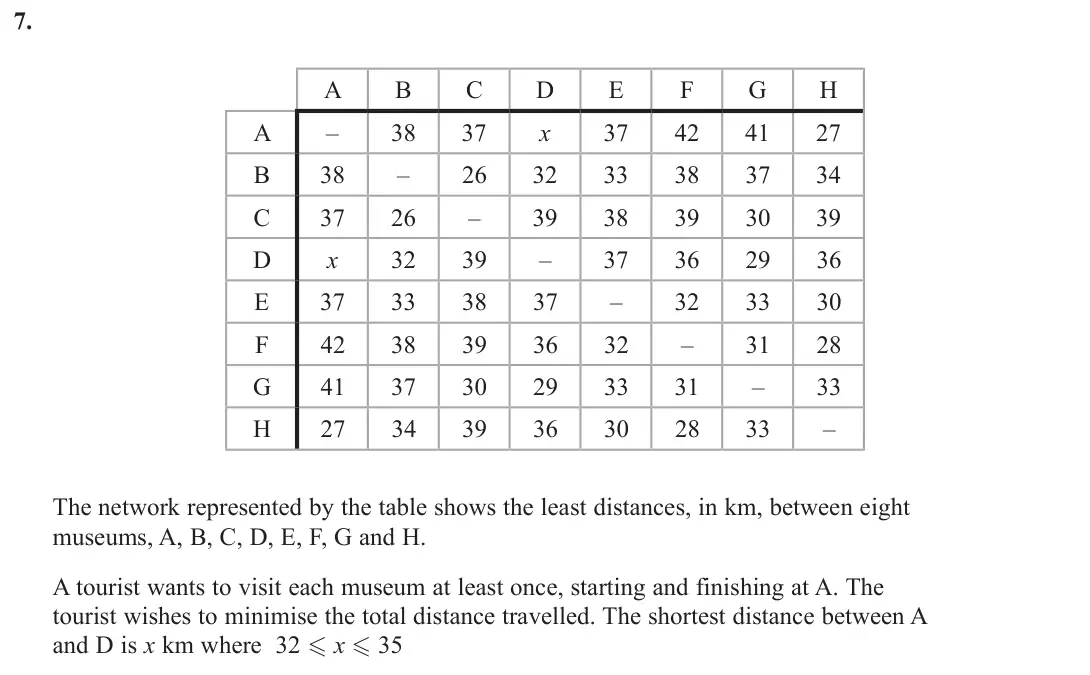 7.
A B C D E F G H
A – 38 37 x 37 42 41 27
B 38 – 26 32 33 38 37 34
C 37 26 – 39 38 39 30 39
D x 32 39 – 37 36 29 36
E 37 33 38 37 – 32 33 30
F 42 38 39 36 32 – 31 28
G 41 37 30 29 33 31 – 33
H 27 34 39 36 30 28 33 –
The network represented by the table shows the least distances, in km, between eight
museums, A, B, C, D, E, F, G and H.
A tourist wants to visit each museum at least once, starting and finishing at A. The
tourist wishes to minimise the total distance travelled. The shortest distance between A
and D is x km where 32 ⩽ x ⩽ 35